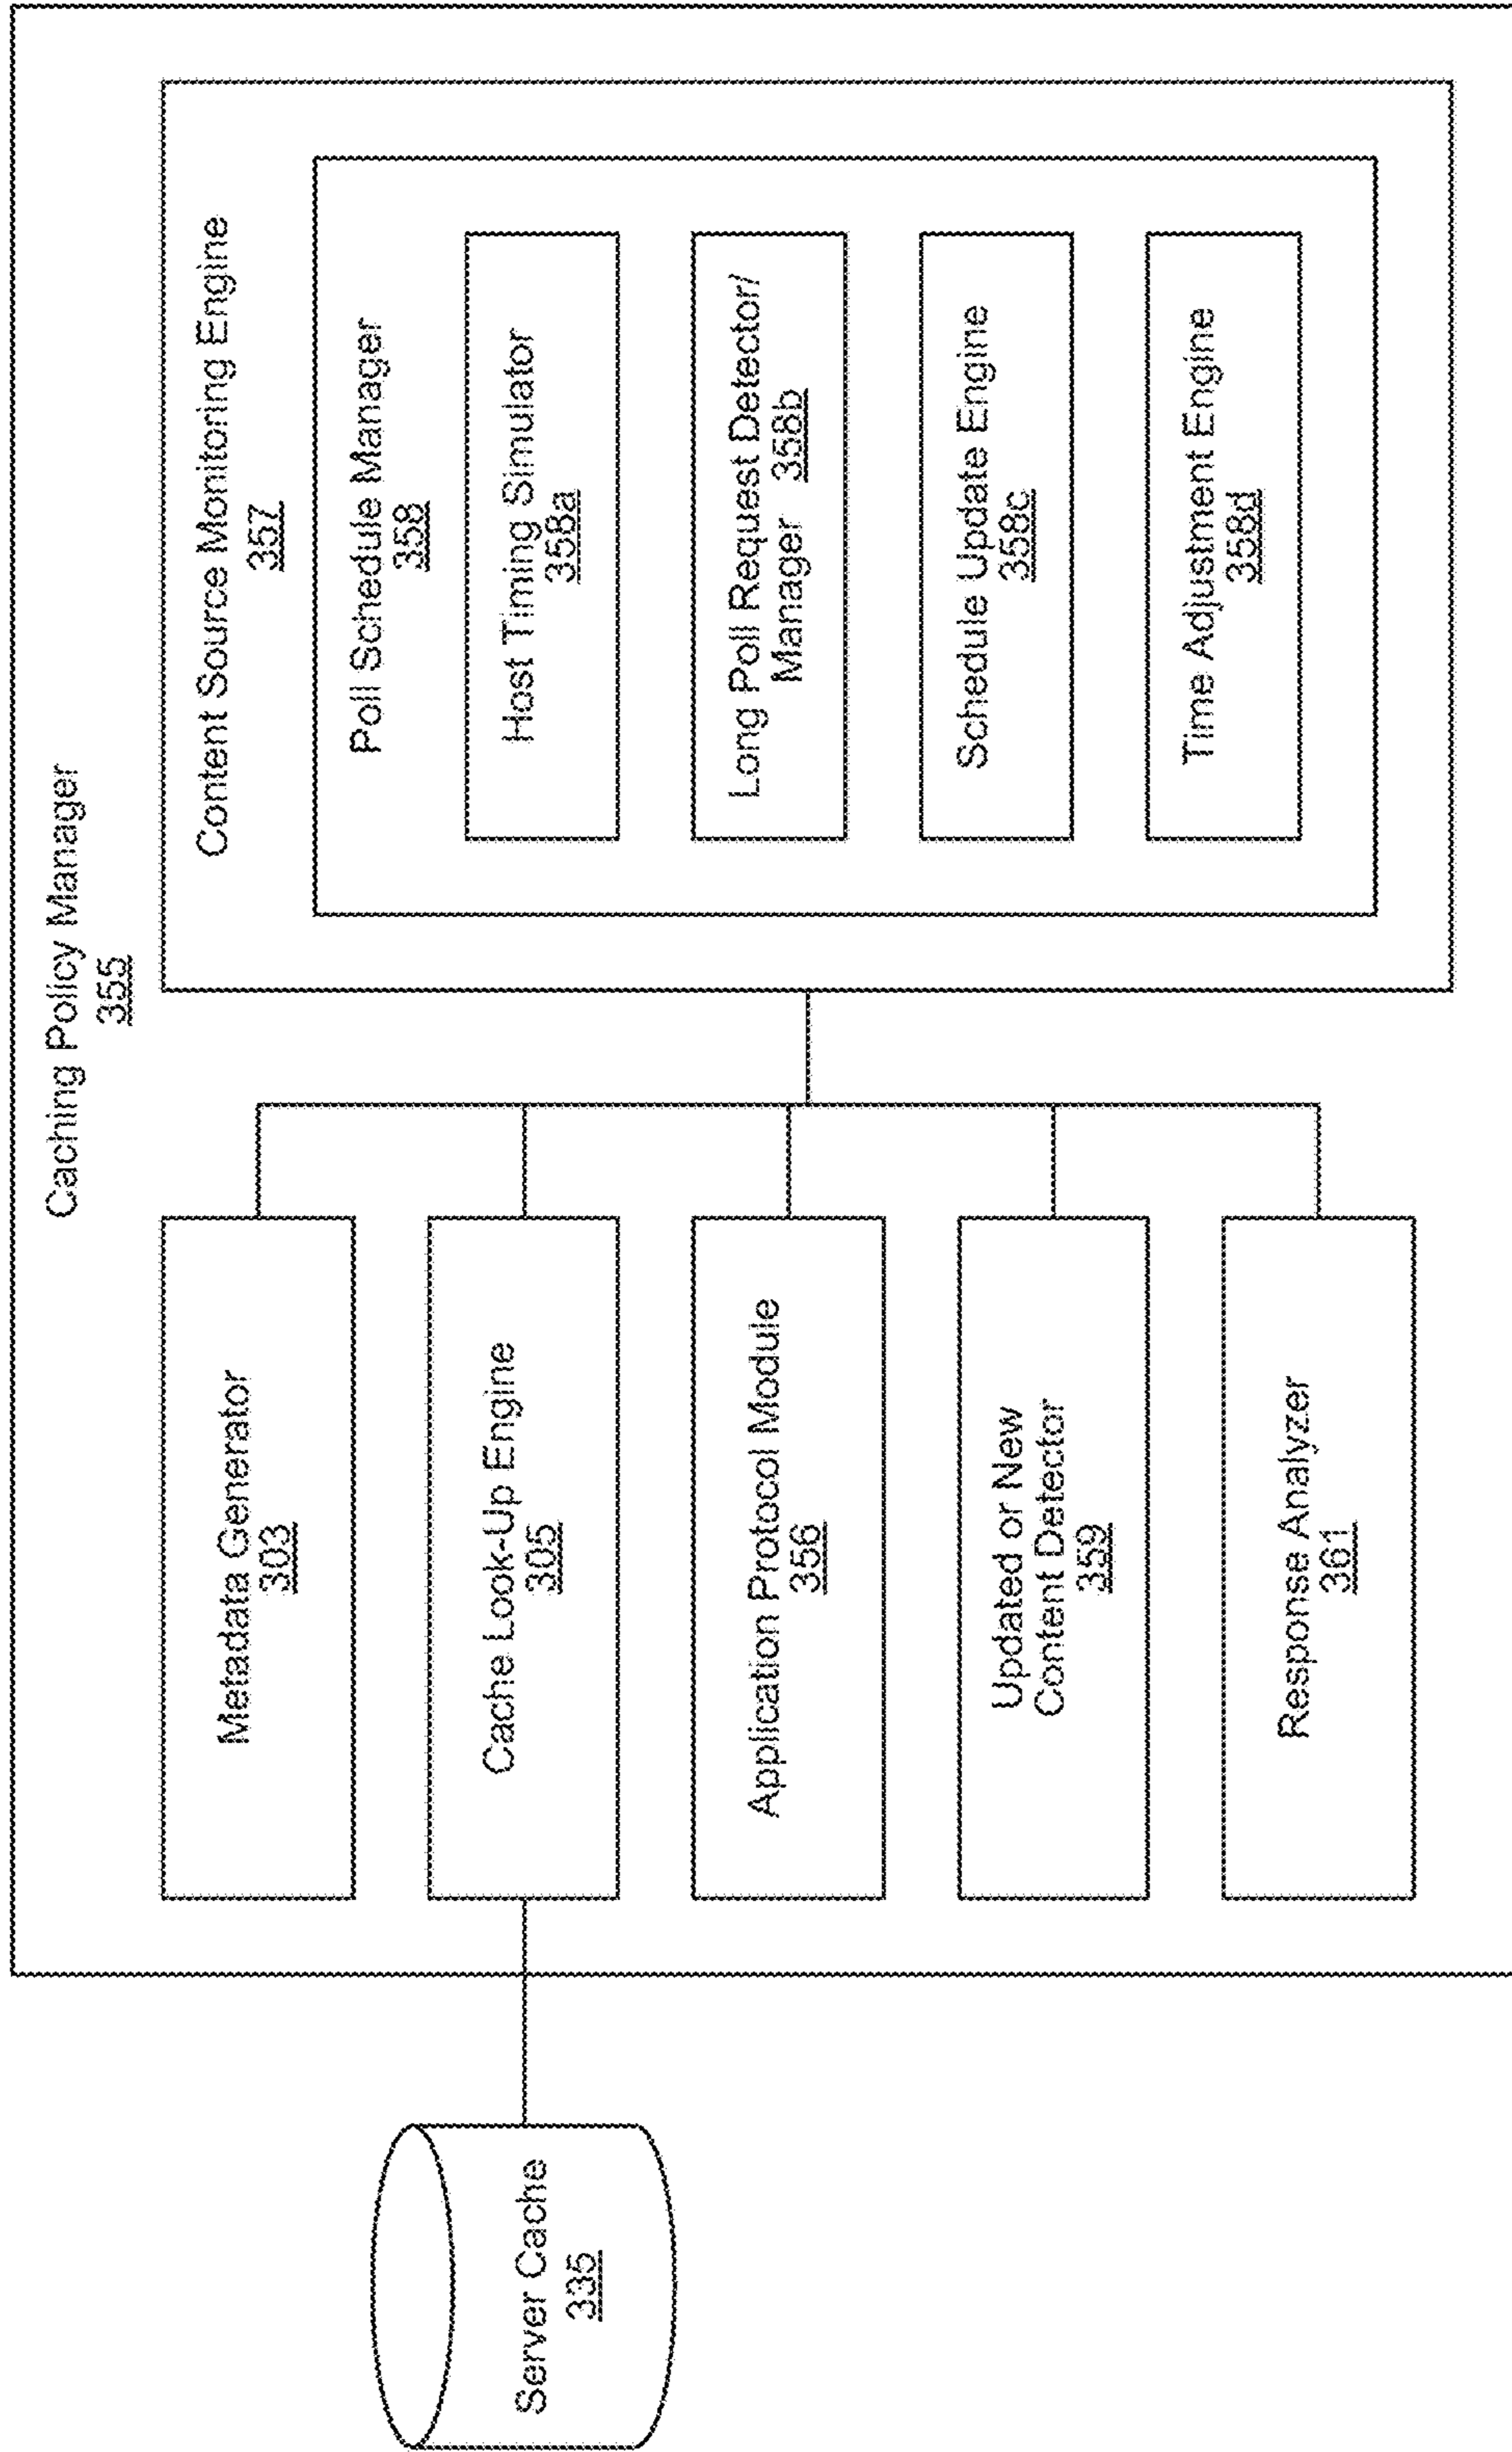 Caching Policy Manager
355
Server Cache
335
Metadata Generator
303
Cache Look-Up Engine
305
Application Protocol Module
356
Updated or New
Content Detector
359
Response Analyzer
361
Content Source Monitoring Engine
357
Poll Schedule Manager
358
Host Timing Simulator
358a
Long Poll Request Detector/
Manager 358b
Schedule Update Engine
358c
Time Adjustment Engine
358d